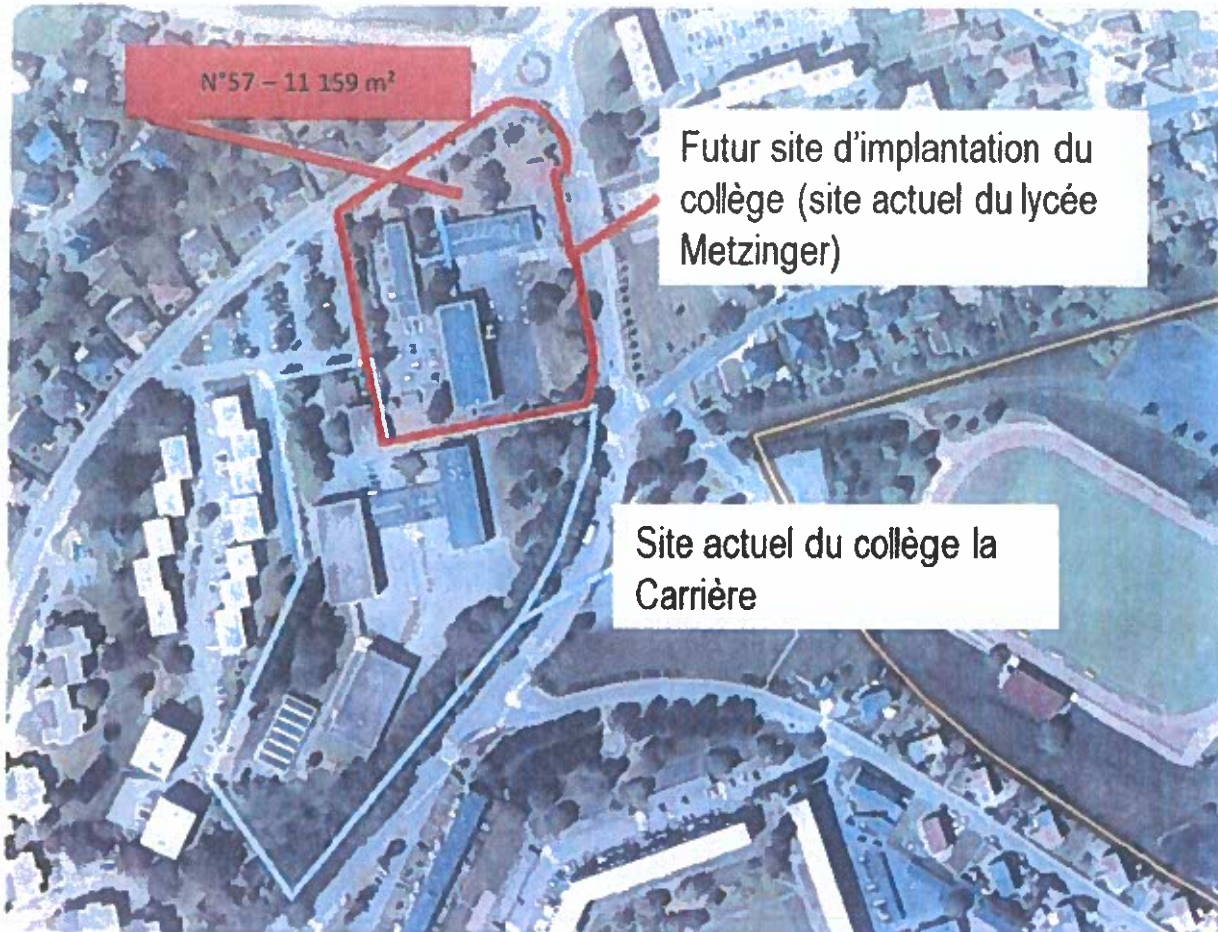 N°57 – 11 159 m²
Futur site d'implantation du
collège (site actuel du lycée
Metzinger)
Site actuel du collège la
Carrière